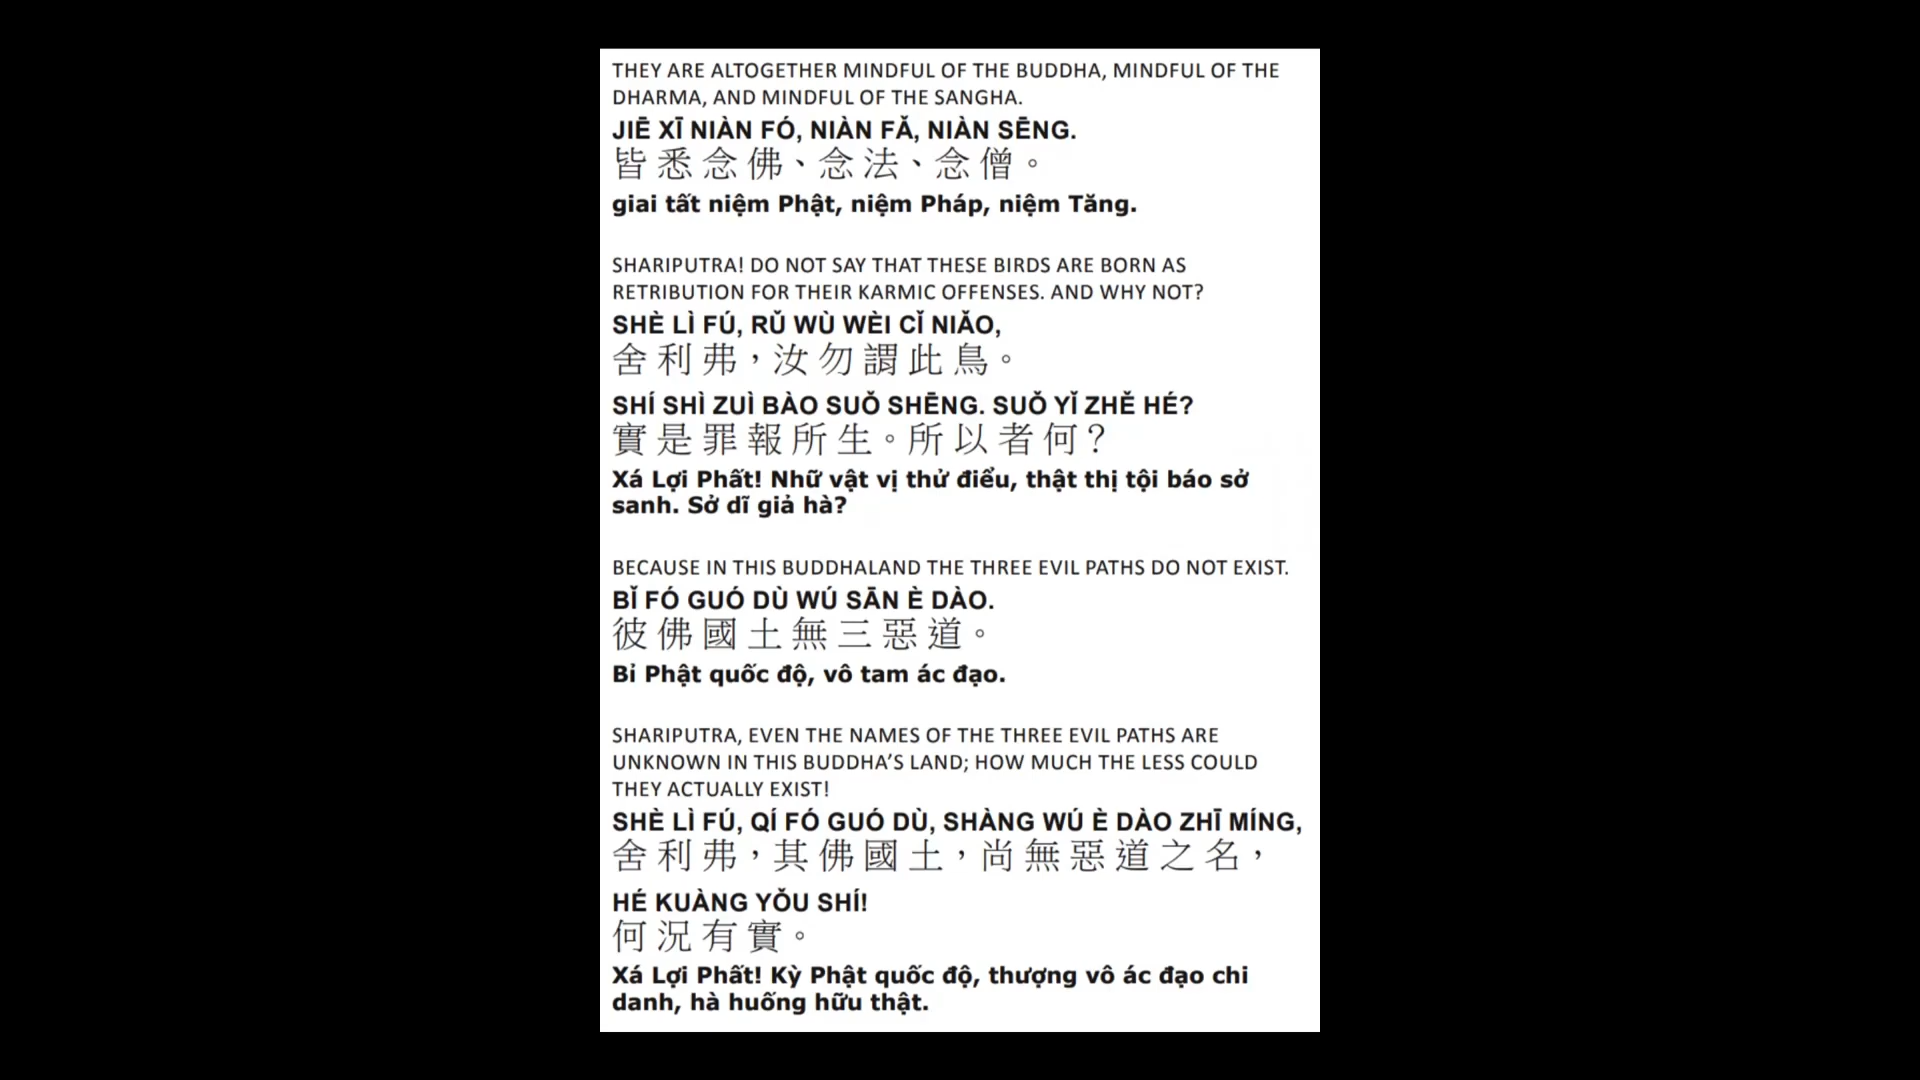 THEY ARE ALTOGETHER MINDFUL OF THE BUDDHA, MINDFUL OF THE
DHARMA, AND MINDFUL OF THE SANGHA.
JIĒ XĪ NIÀN FÓ, NIÀN FǍ, NIÀN SĒNG.
皆悉念佛、念法、念僧。
giai tất niệm Phật, niệm Pháp, niệm Tăng.
SHARIPUTRA! DO NOT SAY THAT THESE BIRDS ARE BORN AS
RETRIBUTION FOR THEIR KARMIC OFFENSES. AND WHY NOT?
SHÈ LÌ FÚ, RǓ WÙ WÈI CǏ NIǍO,
舍利弗，汝勿謂此鳥。
SHÍ SHÌ ZUÌ BÀO SUǑ SHĒNG. SUǑ YǏ ZHĚ HÉ?
實是罪報所生。所以者何？
Xá Lợi Phất! Nhữ vật vị thử điểu, thật thị tội báo sở
sanh. Sở dĩ giả hà?
BECAUSE IN THIS BUDDHALAND THE THREE EVIL PATHS DO NOT EXIST.
BǏ FÓ GUÓ DÙ WÚ SĀN È DÀO.
彼佛國土無三惡道。
Bỉ Phật quốc độ, vô tam ác đạo.
SHARIPUTRA, EVEN THE NAMES OF THE THREE EVIL PATHS ARE
UNKNOWN IN THIS BUDDHA’S LAND; HOW MUCH THE LESS COULD
THEY ACTUALLY EXIST!
SHÈ LÌ FÚ, QÍ FÓ GUÓ DÙ, SHÀNG WÚ È DÀO ZHĪ MÍNG,
舍利弗，其佛國土，尚無惡道之名，
HÉ KUÀNG YǑU SHÍ!
何況有實。
Xá Lợi Phất! Kỳ Phật quốc độ, thượng vô ác đạo chi
danh, hà huống hữu thật.